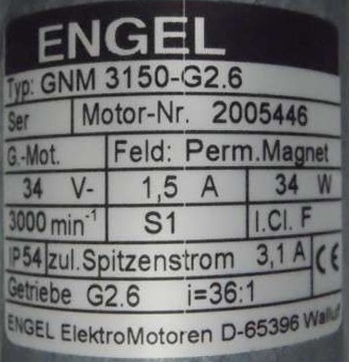 ENGEL
Typ: GNM 3150-G2.6
Ser Motor-Nr. 2005446
G.-Mot. Feld: Perm.Magnet
34 V- 1,5 A 34 W
3000 min-1 S1 I.Cl. F
IP54 zul.Spitzenstrom 3,1 A CE
Getriebe G2.6 i=36:1
ENGEL ElektroMotoren D-65396